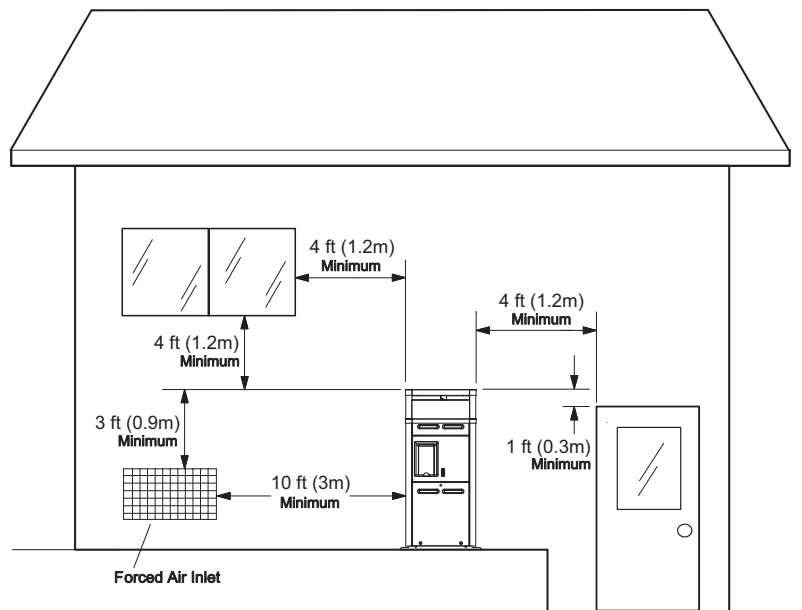 4 ft (1.2m)
Minimum
4 ft (1.2m)
Minimum
4 ft (1.2m)
Minimum
3 ft (0.9m)
Minimum
1 ft (0.3m)
Minimum
10 ft (3m)
Minimum
Forced Air Inlet